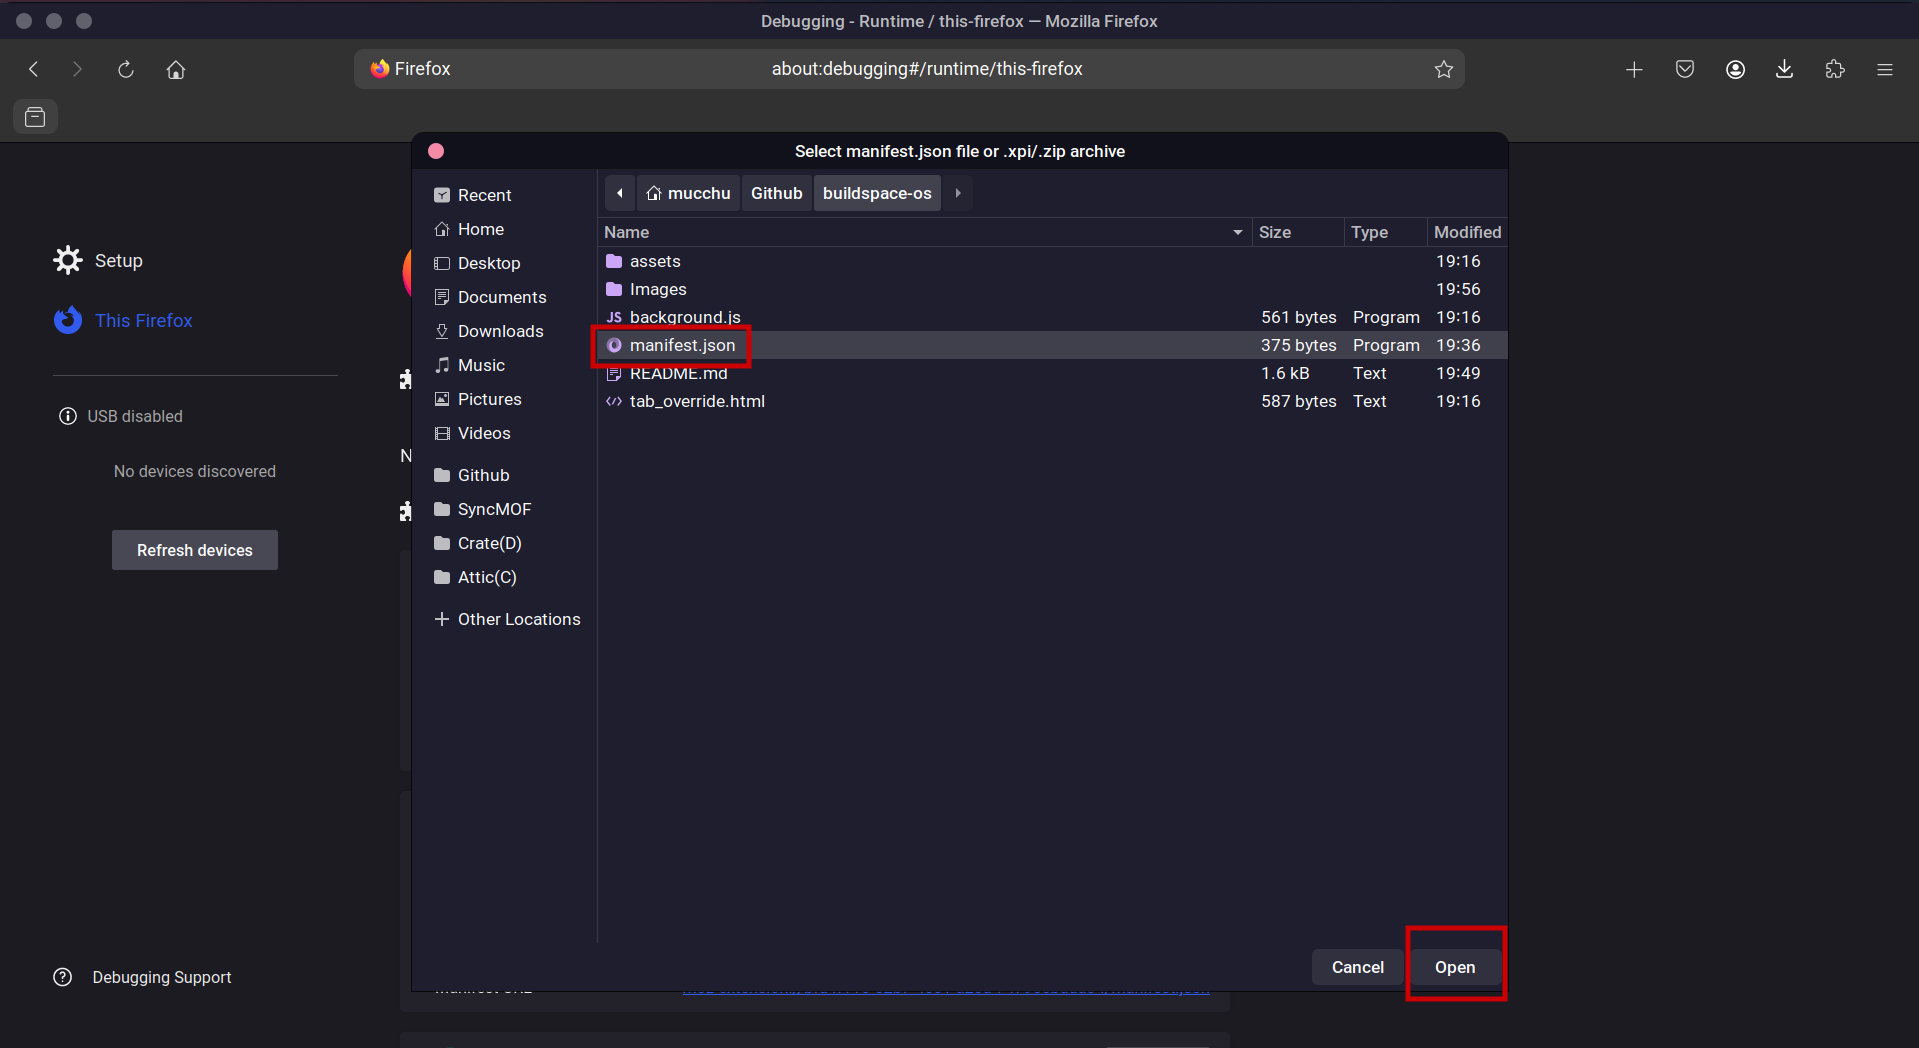 Debugging - Runtime / this-firefox — Mozilla Firefox
Firefox about:debugging#/runtime/this-firefox
Select manifest.json file or .xpi/.zip archive
Setup
This Firefox
USB disabled
No devices discovered
Refresh devices
Debugging Support
N
Recent
Home
Desktop
Documents
Downloads
Music
Pictures
Videos
Github
SyncMOF
Crate(D)
Attic(C)
Other Locations
mucchu Github buildspace-os
Name Size Type Modified
assets 19:16
Images 19:56
JS background.js 561 bytes Program 19:16
manifest.json 375 bytes Program 19:36
README.md 1.6 kB Text 19:49
tab_override.html 587 bytes Text 19:16
Cancel Open